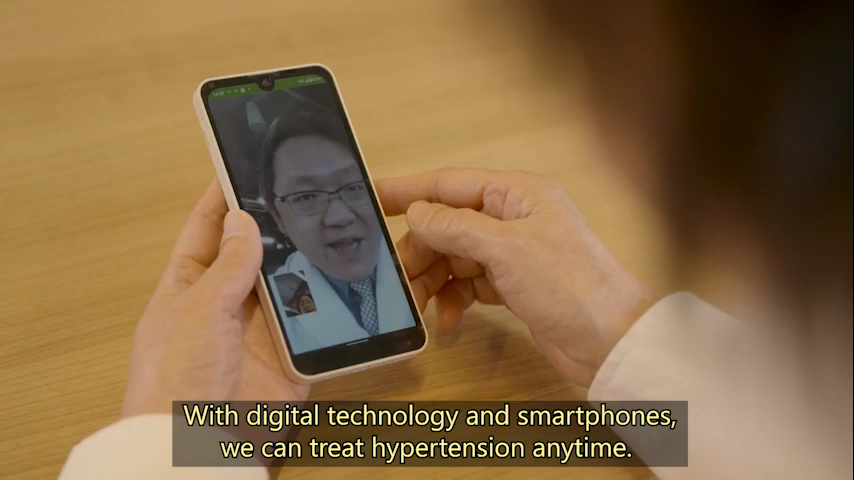 With digital technology and smartphones,
we can treat hypertension anytime.